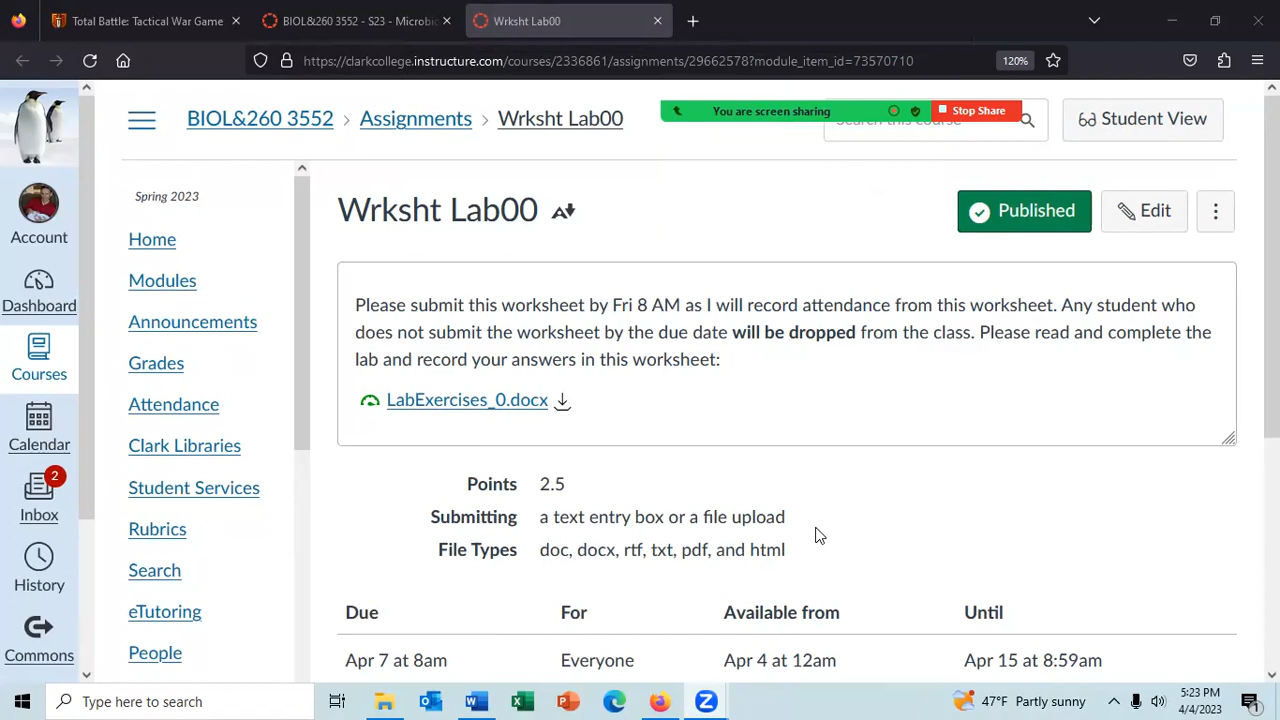 Total Battle: Tactical War Game
BIOL&260 3552 - S23 - Microbi
Wrksht Lab00
https://clarkcollege.instructure.com/courses/2336861/assignments/29662578?module_item_id=73570710
120%
BIOL&260 3552 > Assignments > Wrksht Lab00
You are screen sharing
Stop Share
Search this course
Student View
Account
Dashboard
Courses
Calendar
2
Inbox
History
Commons
Spring 2023
Home
Modules
Announcements
Grades
Attendance
Clark Libraries
Student Services
Rubrics
Search
eTutoring
People
Wrksht Lab00
Published
Edit
Please submit this worksheet by Fri 8 AM as I will record attendance from this worksheet. Any student who
does not submit the worksheet by the due date will be dropped from the class. Please read and complete the
lab and record your answers in this worksheet:
LabExercises_0.docx
Points 2.5
Submitting a text entry box or a file upload
File Types doc, docx, rtf, txt, pdf, and html
Due For Available from Until
Apr 7 at 8am Everyone Apr 4 at 12am Apr 15 at 8:59am
Type here to search
47°F Partly sunny
5:23 PM
4/4/2023
1